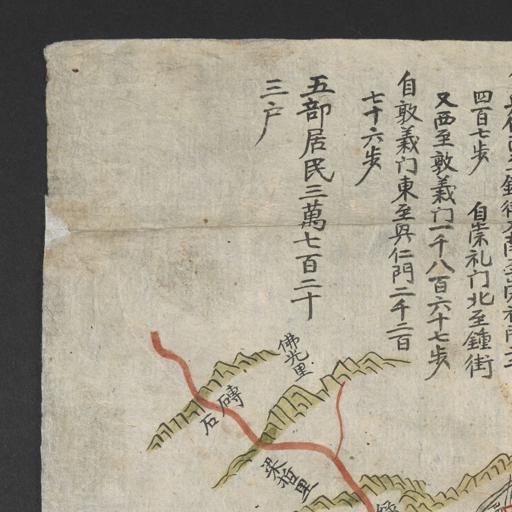 四百七步　自崇礼门北至鍾街
又西至敦義门一千八百六十七步
自敦義门東至興仁門二千二百
七十六步
五部居民三萬七百二十
三户
佛光里
磚石
梁哲里